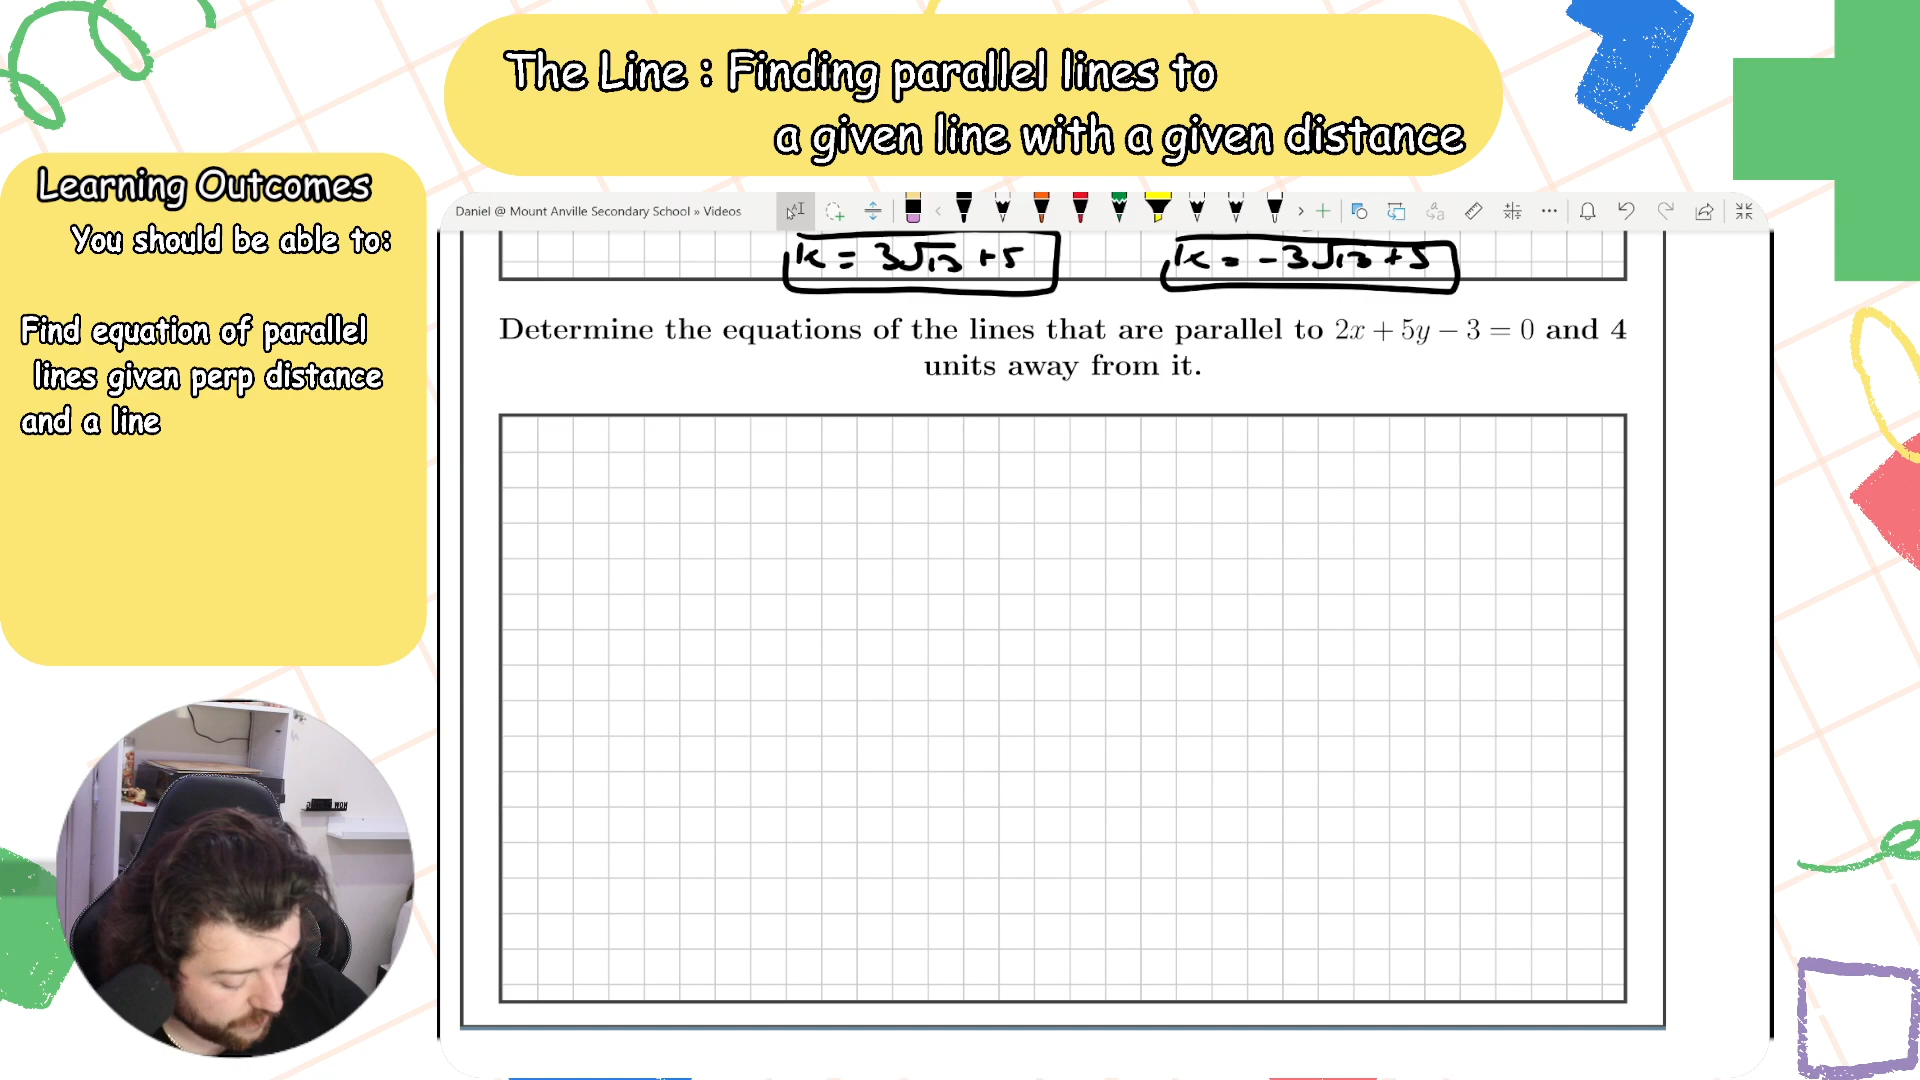 The Line : Finding parallel lines to
a given line with a given distance
Learning Outcomes
You should be able to:
Find equation of parallel
lines given perp distance
and a line
Daniel @ Mount Anville Secondary School » Videos
k = 3√13 + 5
k = -3√13 + 5
Determine the equations of the lines that are parallel to 2x + 5y − 3 = 0 and 4
units away from it.